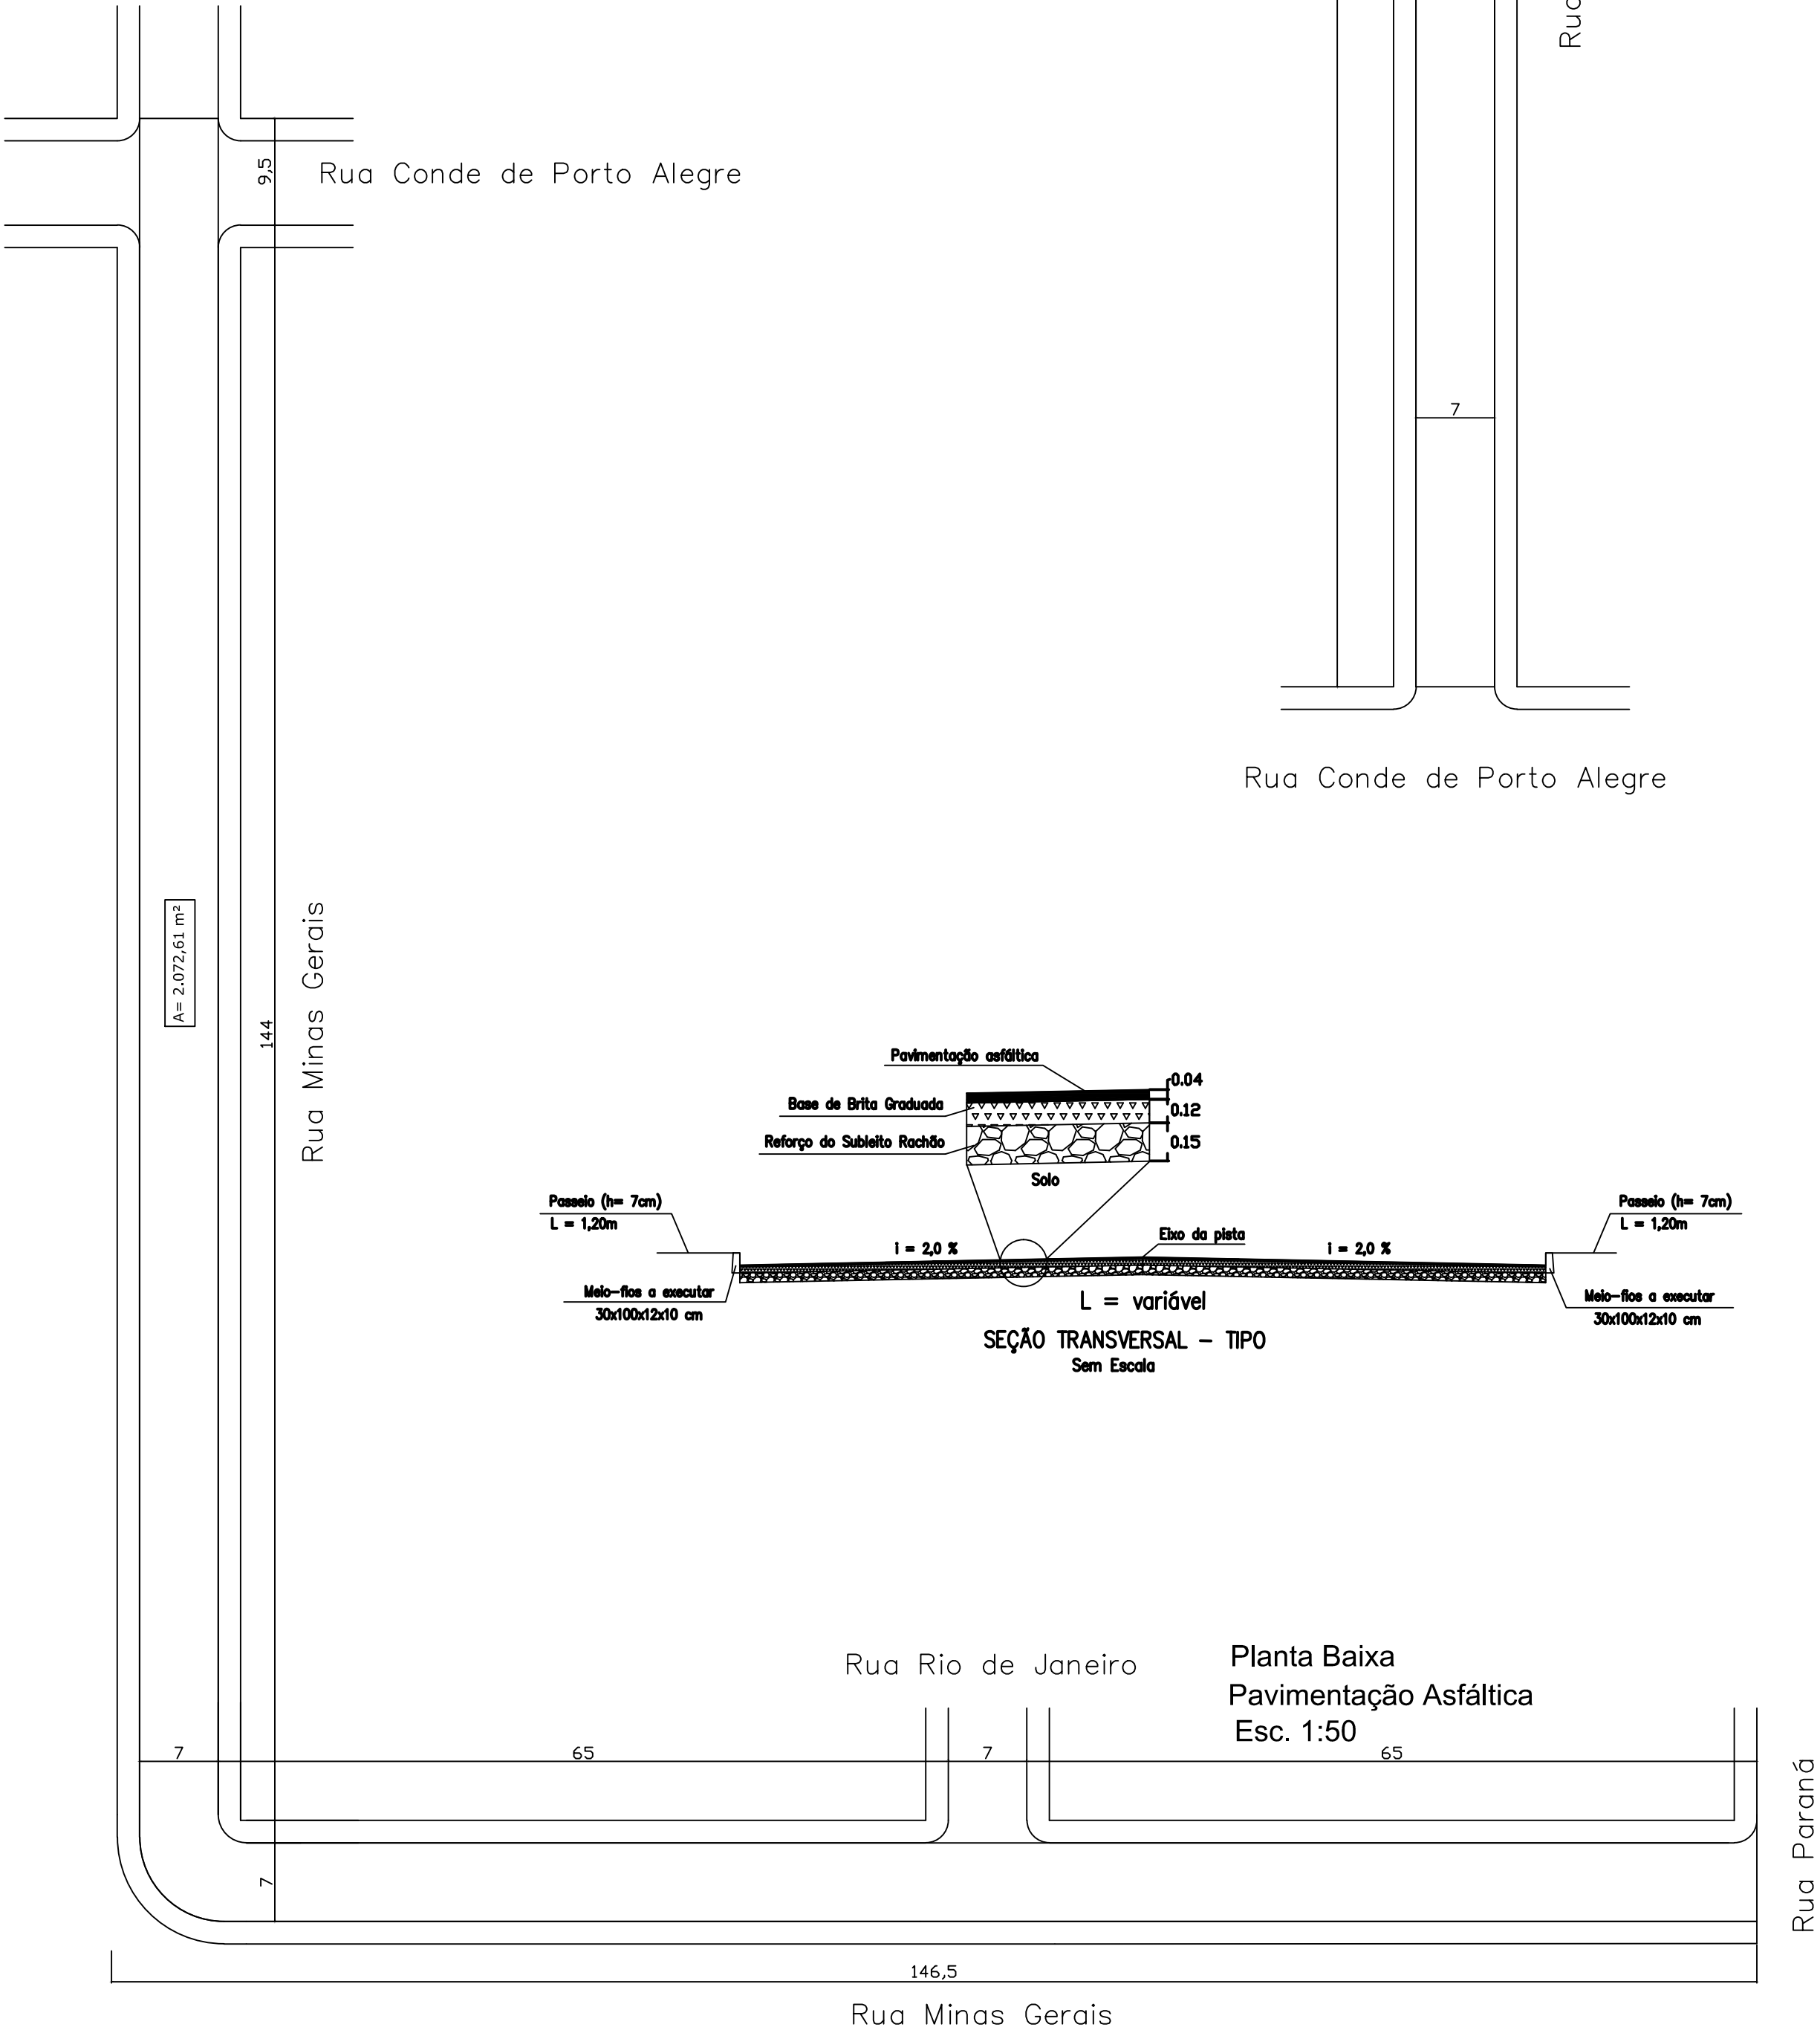 Rua
9,5
Rua Conde de Porto Alegre
7
Rua Conde de Porto Alegre
A= 2.072,61 m²
144
Rua Minas Gerais
Pavimentação asfáltica
0.04
Base de Brita Graduada
0.12
Reforço do Subleito Rachão
0.15
Solo
Passeio (h= 7cm)
L = 1,20m
Passeio (h= 7cm)
L = 1,20m
i = 2,0 %
Eixo da pista
i = 2,0 %
Meio-fios a executar
30x100x12x10 cm
Meio-fios a executar
30x100x12x10 cm
L = variável
SEÇÃO TRANSVERSAL - TIPO
Sem Escala
Rua Rio de Janeiro
Planta Baixa
Pavimentação Asfáltica
Esc. 1:50
7
65
7
65
Rua Paraná
7
146,5
Rua Minas Gerais